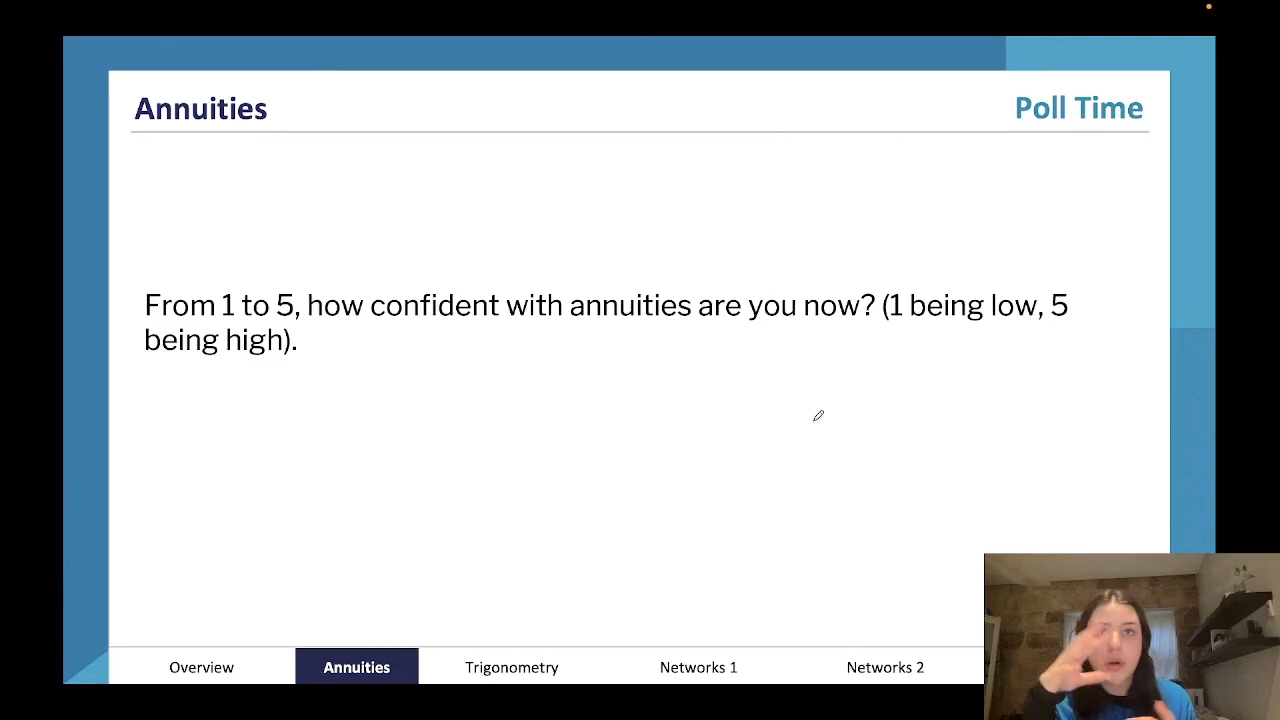 Annuities
Poll Time
From 1 to 5, how confident with annuities are you now? (1 being low, 5
being high).
Overview
Annuities
Trigonometry
Networks 1
Networks 2